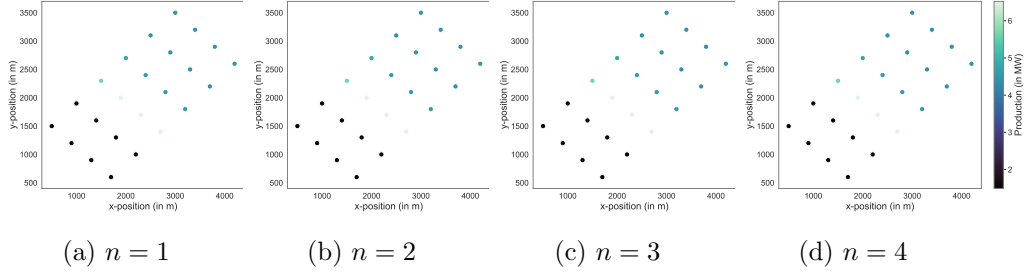 3500
3000
2500
2000
1500
1000
500
y-position (in m)
1000 2000 3000 4000
x-position (in m)
(a) n = 1
3500
3000
2500
2000
1500
1000
500
y-position (in m)
1000 2000 3000 4000
x-position (in m)
(b) n = 2
3500
3000
2500
2000
1500
1000
500
y-position (in m)
1000 2000 3000 4000
x-position (in m)
(c) n = 3
3500
3000
2500
2000
1500
1000
500
y-position (in m)
1000 2000 3000 4000
x-position (in m)
(d) n = 4
6
5
4
3
2
Production (in MW)